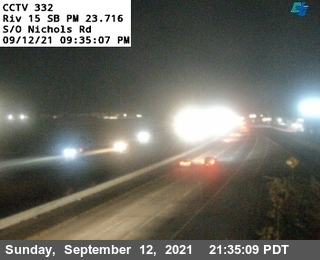 CCTV 332
Riv 15 SB PM 23.716
S/O Nichols Rd
09/12/21 09:35:07 PM
Sunday, September 12, 2021 21:35:09 PDT